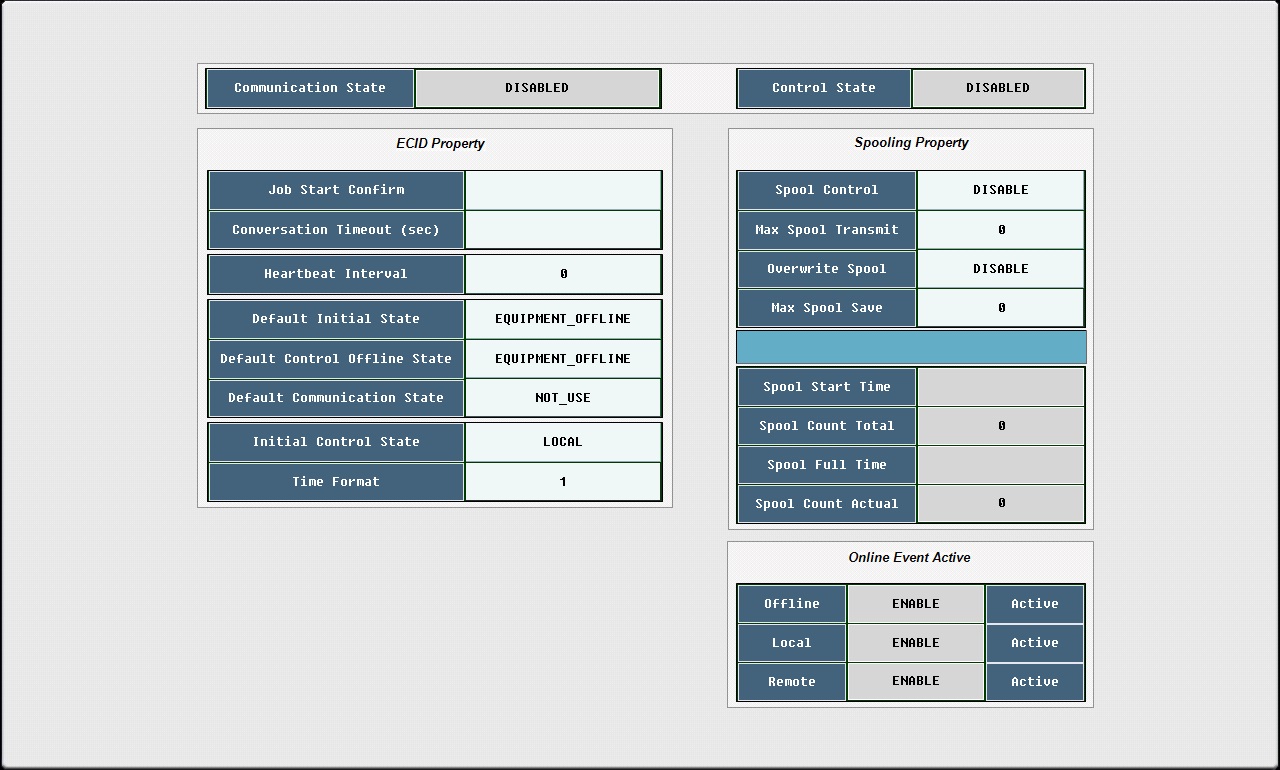 Communication State DISABLED Control State DISABLED
ECID Property
Job Start Confirm
Conversation Timeout (sec)
Heartbeat Interval 0
Default Initial State EQUIPMENT_OFFLINE
Default Control Offline State EQUIPMENT_OFFLINE
Default Communication State NOT_USE
Initial Control State LOCAL
Time Format 1
Spooling Property
Spool Control DISABLE
Max Spool Transmit 0
Overwrite Spool DISABLE
Max Spool Save 0
Spool Start Time
Spool Count Total 0
Spool Full Time
Spool Count Actual 0
Online Event Active
Offline ENABLE Active
Local ENABLE Active
Remote ENABLE Active